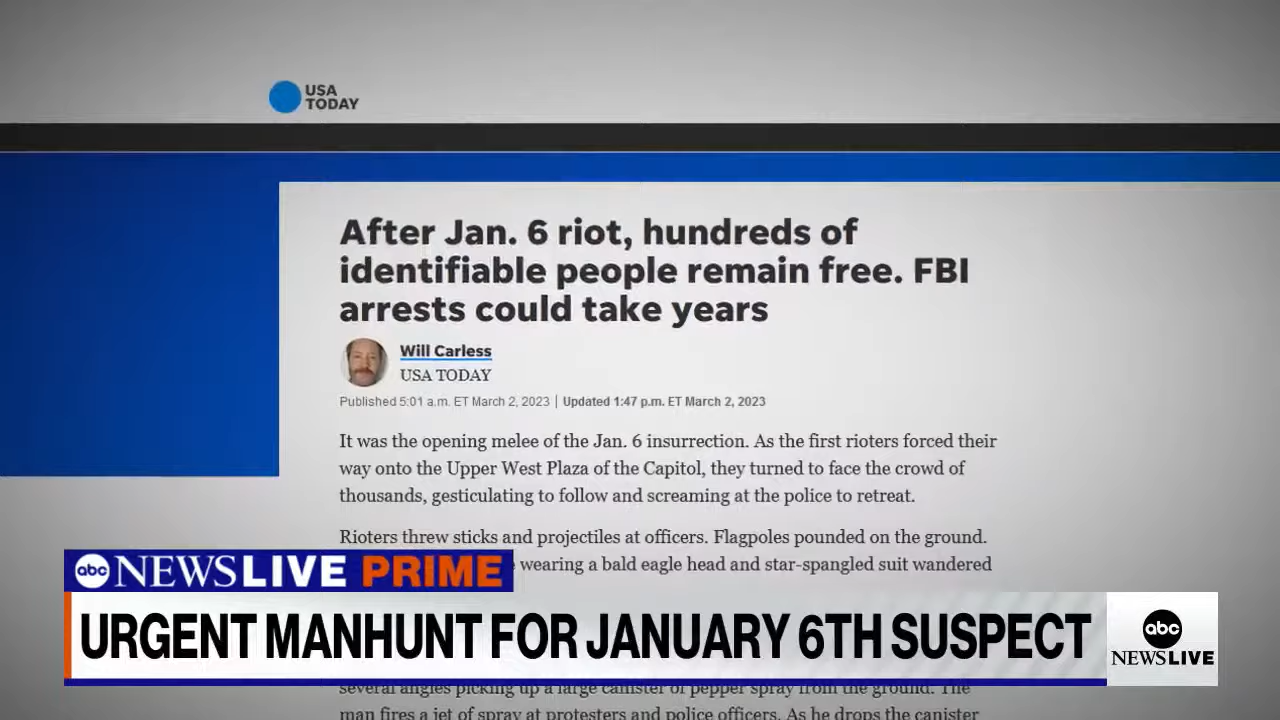 USA
TODAY
After Jan. 6 riot, hundreds of
identifiable people remain free. FBI
arrests could take years
Will Carless
USA TODAY
Published 5:01 a.m. ET March 2, 2023 | Updated 1:47 p.m. ET March 2, 2023
It was the opening melee of the Jan. 6 insurrection. As the first rioters forced their
way onto the Upper West Plaza of the Capitol, they turned to face the crowd of
thousands, gesticulating to follow and screaming at the police to retreat.
Rioters threw sticks and projectiles at officers. Flagpoles pounded on the ground.
wearing a bald eagle head and star-spangled suit wandered
abc NEWS LIVE PRIME
URGENT MANHUNT FOR JANUARY 6TH SUSPECT
abc
NEWS LIVE
several angles picking up a large canister of pepper spray from the ground. The
man fires a jet of spray at protesters and police officers. As he drops the canister